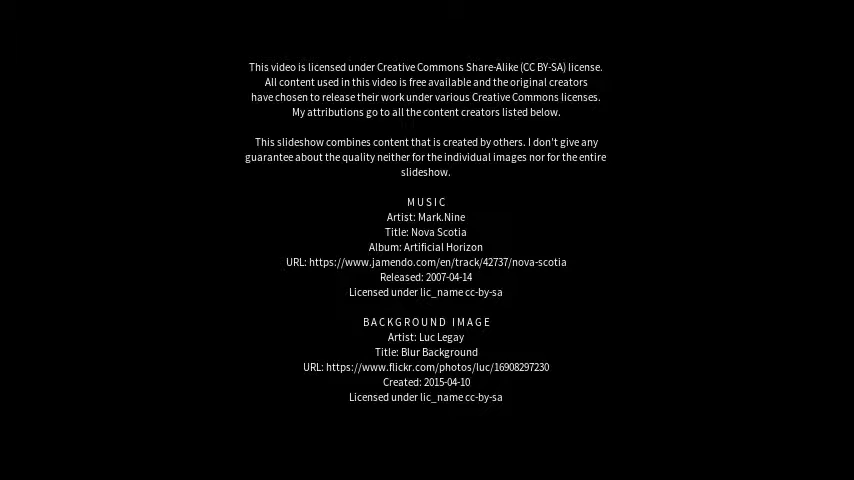 This video is licensed under Creative Commons Share-Alike (CC BY-SA) license.
All content used in this video is free available and the original creators
have chosen to release their work under various Creative Commons licenses.
My attributions go to all the content creators listed below.
This slideshow combines content that is created by others. I don't give any
guarantee about the quality neither for the individual images nor for the entire
slideshow.
MUSIC
Artist: Mark.Nine
Title: Nova Scotia
Album: Artificial Horizon
URL: https://www.jamendo.com/en/track/42737/nova-scotia
Released: 2007-04-14
Licensed under lic_name cc-by-sa
BACKGROUND IMAGE
Artist: Luc Legay
Title: Blur Background
URL: https://www.flickr.com/photos/luc/16908297230
Created: 2015-04-10
Licensed under lic_name cc-by-sa